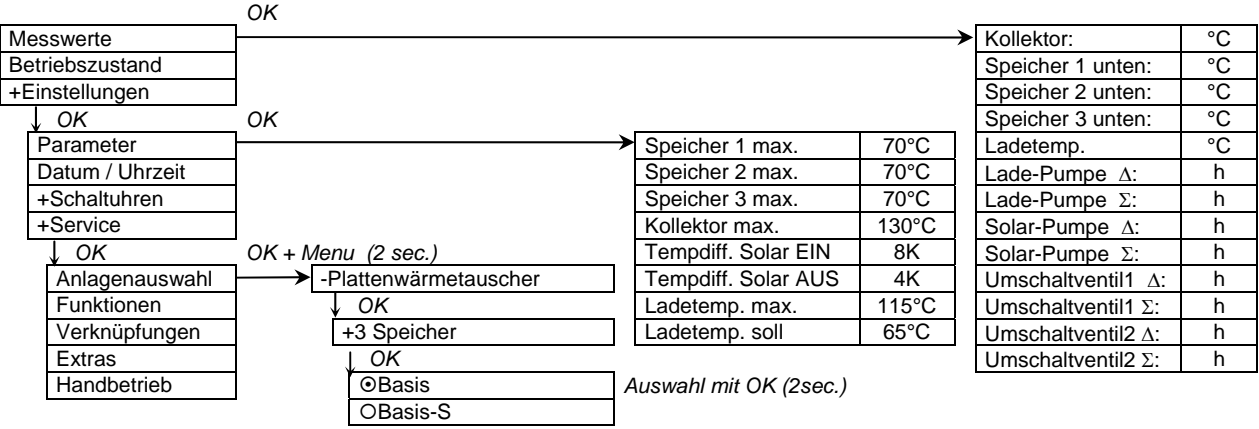 OK
Messwerte
Betriebszustand
+Einstellungen
OK
Parameter
Datum / Uhrzeit
+Schaltuhren
+Service
OK
Anlagenauswahl
Funktionen
Verknüpfungen
Extras
Handbetrieb
OK + Menu (2 sec.)
-Plattenwärmetauscher
OK
+3 Speicher
OK
⊙Basis
○Basis-S
Auswahl mit OK (2sec.)
OK
Speicher 1 max. 70°C
Speicher 2 max. 70°C
Speicher 3 max. 70°C
Kollektor max. 130°C
Tempdiff. Solar EIN 8K
Tempdiff. Solar AUS 4K
Ladetemp. max. 115°C
Ladetemp. soll 65°C
Kollektor: °C
Speicher 1 unten: °C
Speicher 2 unten: °C
Speicher 3 unten: °C
Ladetemp. °C
Lade-Pumpe Δ: h
Lade-Pumpe Σ: h
Solar-Pumpe Δ: h
Solar-Pumpe Σ: h
Umschaltventil1 Δ: h
Umschaltventil1 Σ: h
Umschaltventil2 Δ: h
Umschaltventil2 Σ: h